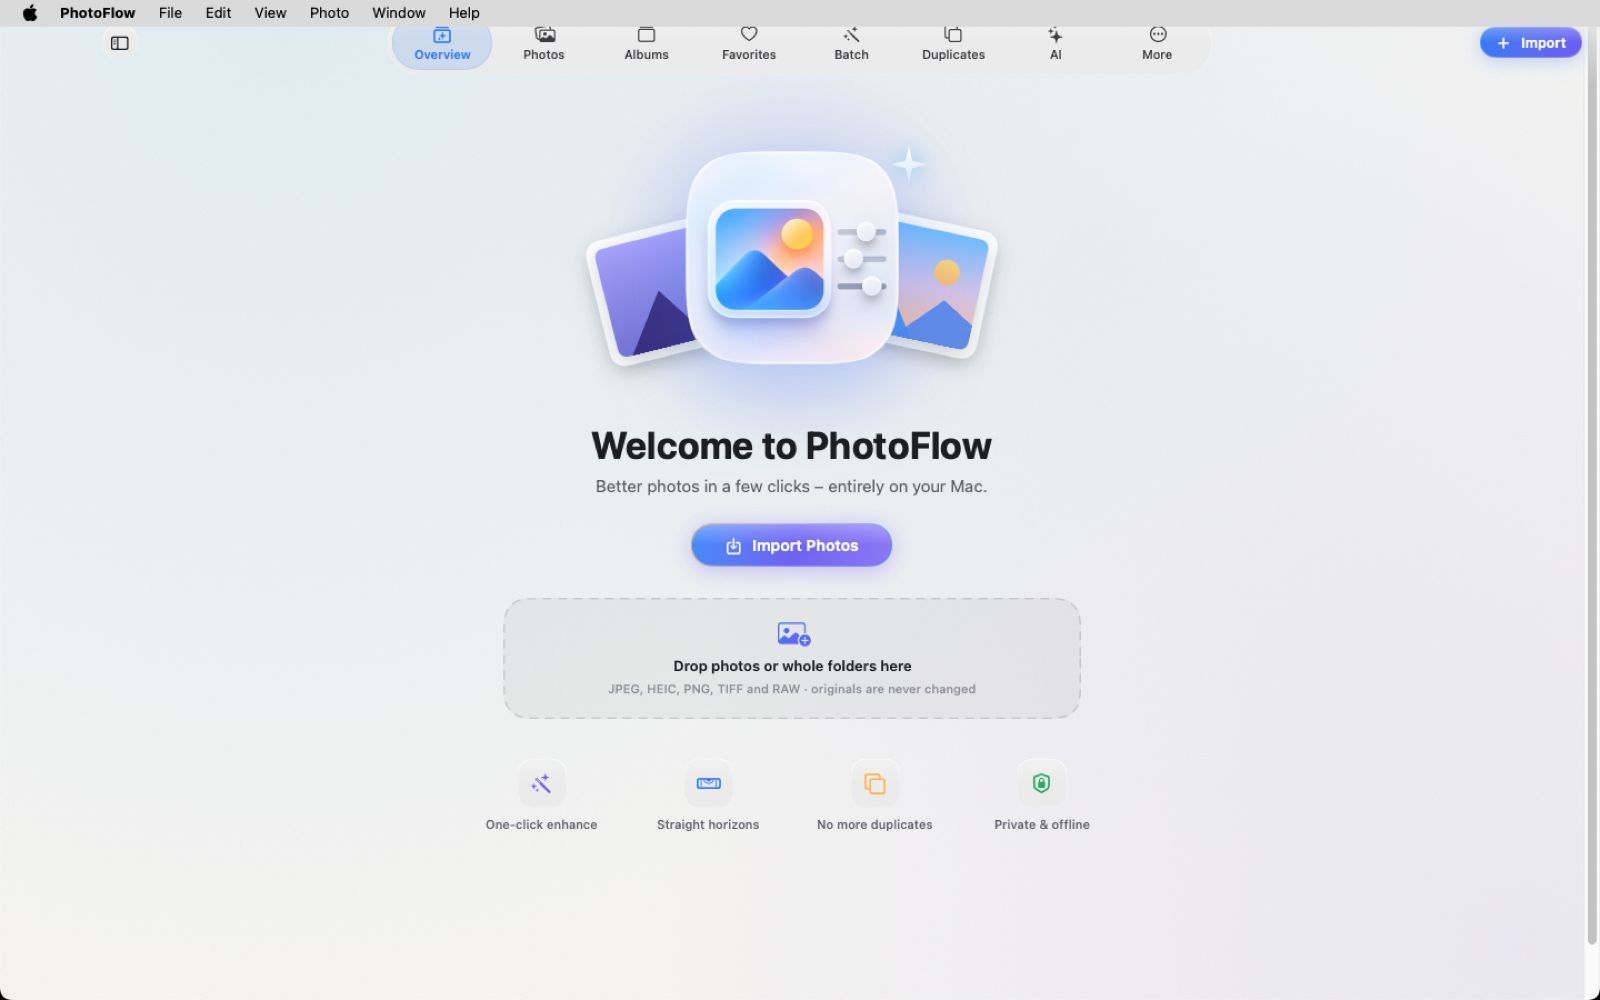 PhotoFlow File Edit View Photo Window Help
Overview Photos Albums Favorites Batch Duplicates AI More
Import
Welcome to PhotoFlow
Better photos in a few clicks – entirely on your Mac.
Import Photos
Drop photos or whole folders here
JPEG, HEIC, PNG, TIFF and RAW · originals are never changed
One-click enhance Straight horizons No more duplicates Private & offline